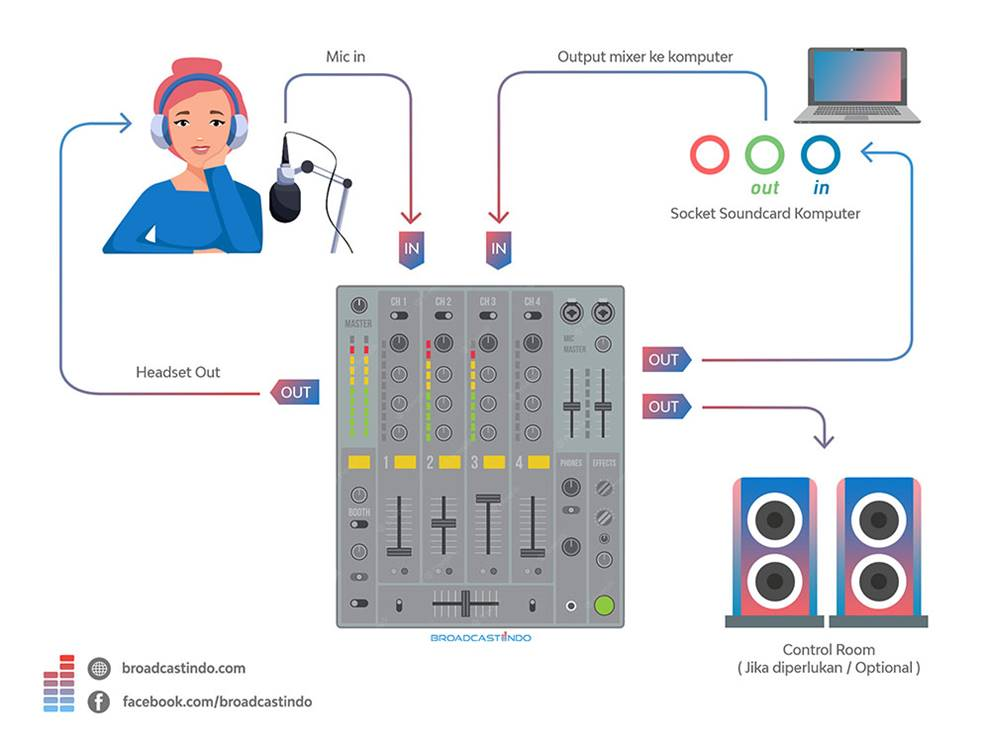 Mic in
Output mixer ke komputer
out
in
Socket Soundcard Komputer
IN
IN
CH 1
CH 2
CH 3
CH 4
MASTER
MIC
MASTER
OUT
Headset Out
OUT
OUT
1
2
3
4
PHONES
EFFECTS
BOOTH
BROADCASTINDO
Control Room
( Jika diperlukan / Optional )
broadcastindo.com
facebook.com/broadcastindo